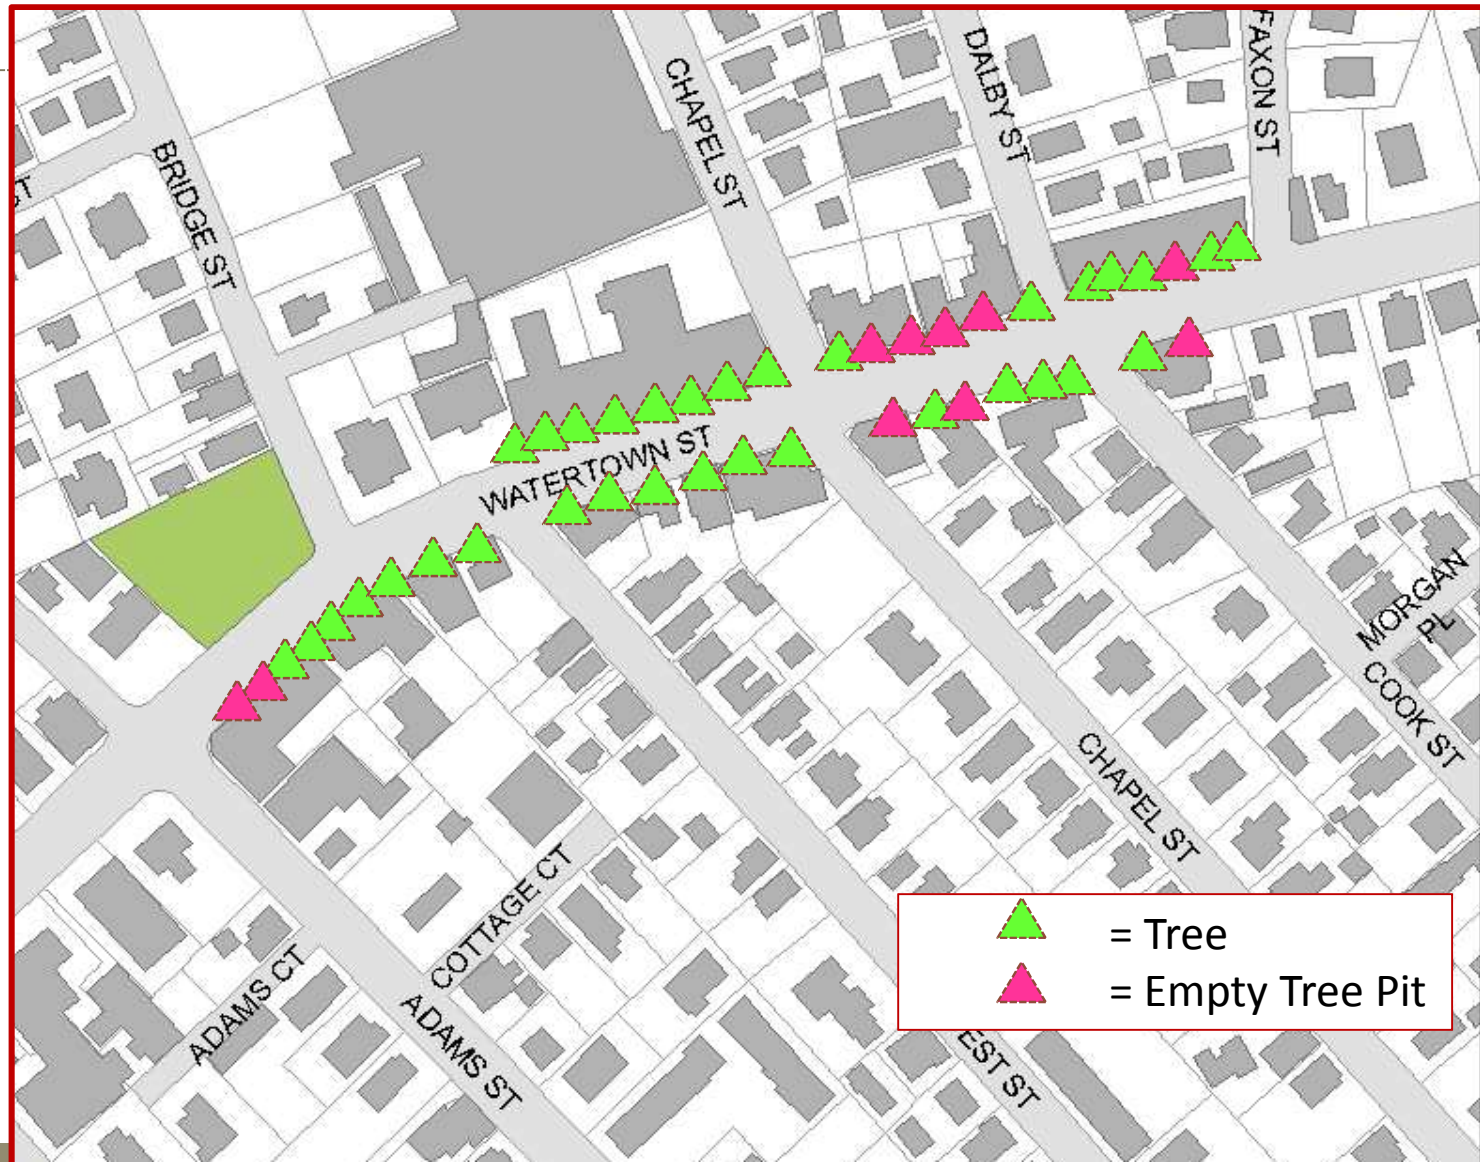 FAXON ST
DALBY ST
CHAPEL ST
BRIDGE ST
ST
WATERTOWN ST
MORGAN
PL
COOK ST
CHAPEL ST
COTTAGE CT
ADAMS CT
ADAMS ST
EST ST
= Tree
= Empty Tree Pit